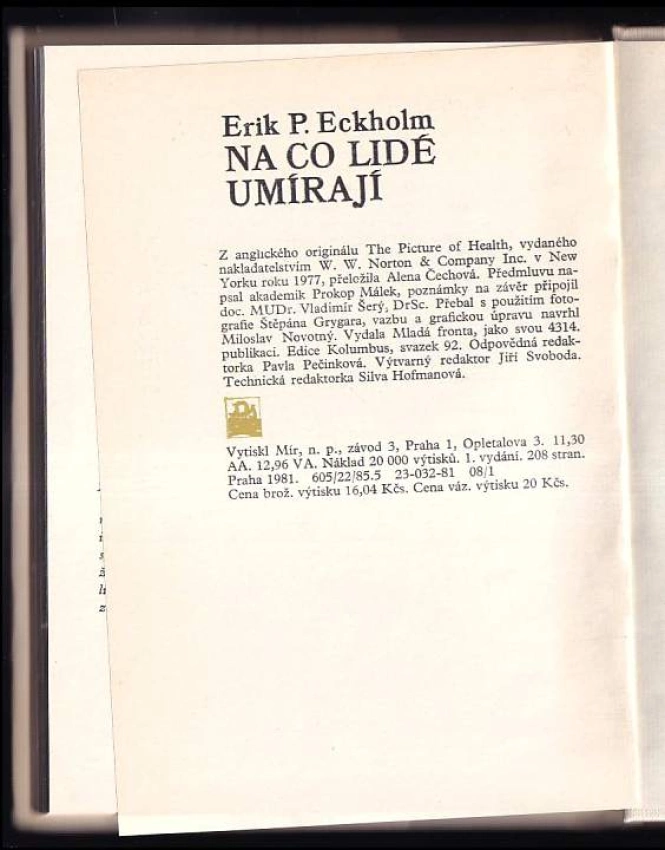 Erik P. Eckholm
NA CO LIDÉ
UMÍRAJÍ
Z anglického originálu The Picture of Health, vydaného
nakladatelstvím W. W. Norton & Company Inc. v New
Yorku roku 1977, přeložila Alena Čechová. Předmluvu na-
psal akademik Prokop Málek, poznámky na závěr připojil
doc. MUDr. Vladimír Šerý, DrSc. Přebal s použitím foto-
grafie Štěpána Grygara, vazbu a grafickou úpravu navrhl
Miloslav Novotný. Vydala Mladá fronta, jako svou 4314.
publikaci. Edice Kolumbus, svazek 92. Odpovědná redak-
torka Pavla Pečinková. Výtvarný redaktor Jiří Svoboda.
Technická redaktorka Silva Hofmanová.
Vytiskl Mír, n. p., závod 3, Praha 1, Opletalova 3. 11,30
AA. 12,96 VA. Náklad 20 000 výtisků. 1. vydání. 208 stran.
Praha 1981. 605/22/85.5 23-032-81 08/1
Cena brož. výtisku 16,04 Kčs. Cena váz. výtisku 20 Kčs.